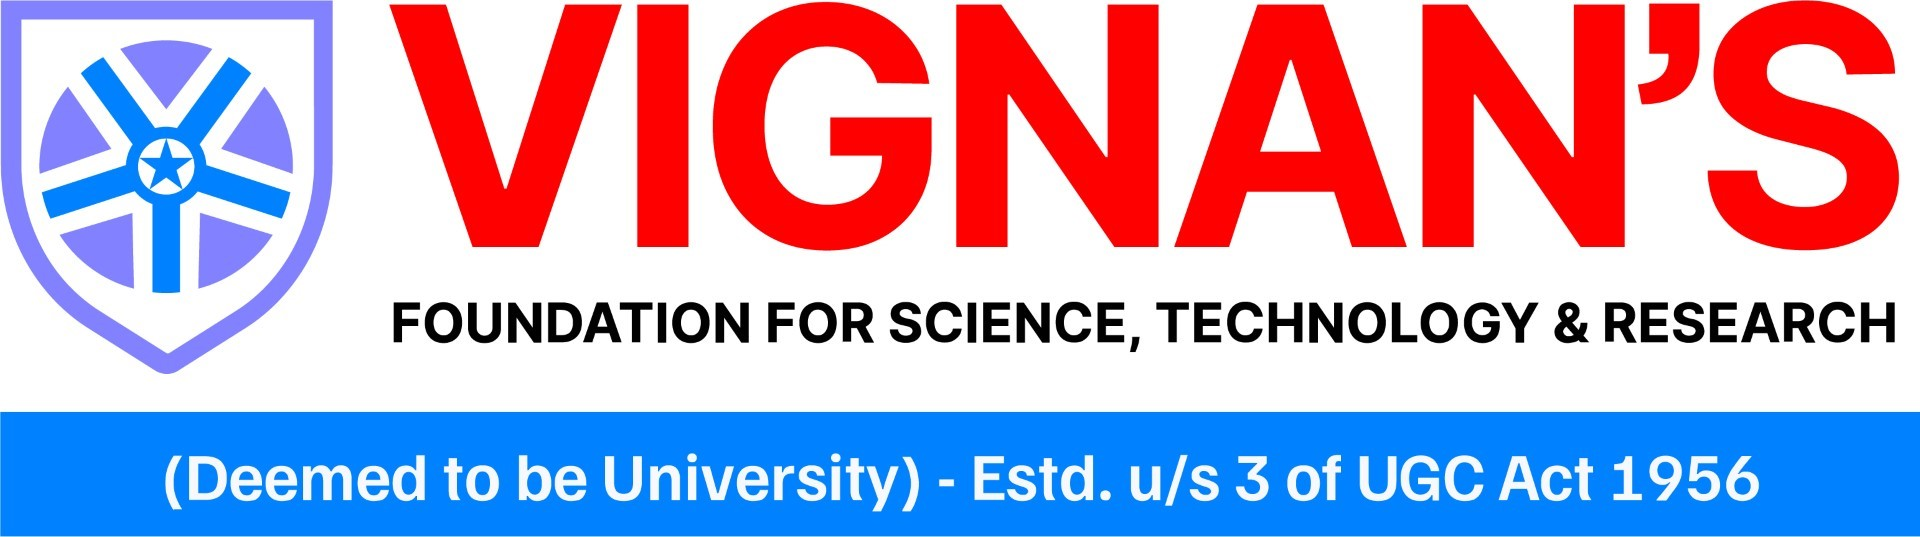 VIGNAN’S
FOUNDATION FOR SCIENCE, TECHNOLOGY & RESEARCH
(Deemed to be University) - Estd. u/s 3 of UGC Act 1956